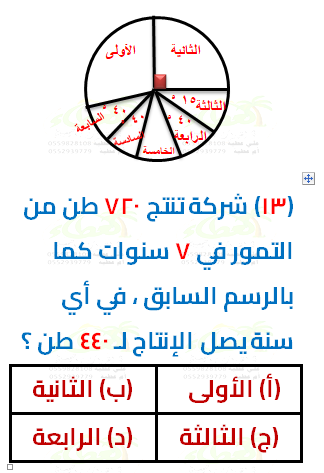 الأولى
الثانية
الثالثة ١٥ °
الرابعة ٤٠ °
الخامسة
السادسة ٤٠ °
السابعة ٤٠ °
(١٣) شركة تنتج ٧٢٠ طن من
التمور في ٧ سنوات كما
بالرسم السابق ، في أي
سنة يصل الإنتاج لـ ٤٤٠ طن ؟
(أ) الأولى
(ب) الثانية
(ج) الثالثة
(د) الرابعة